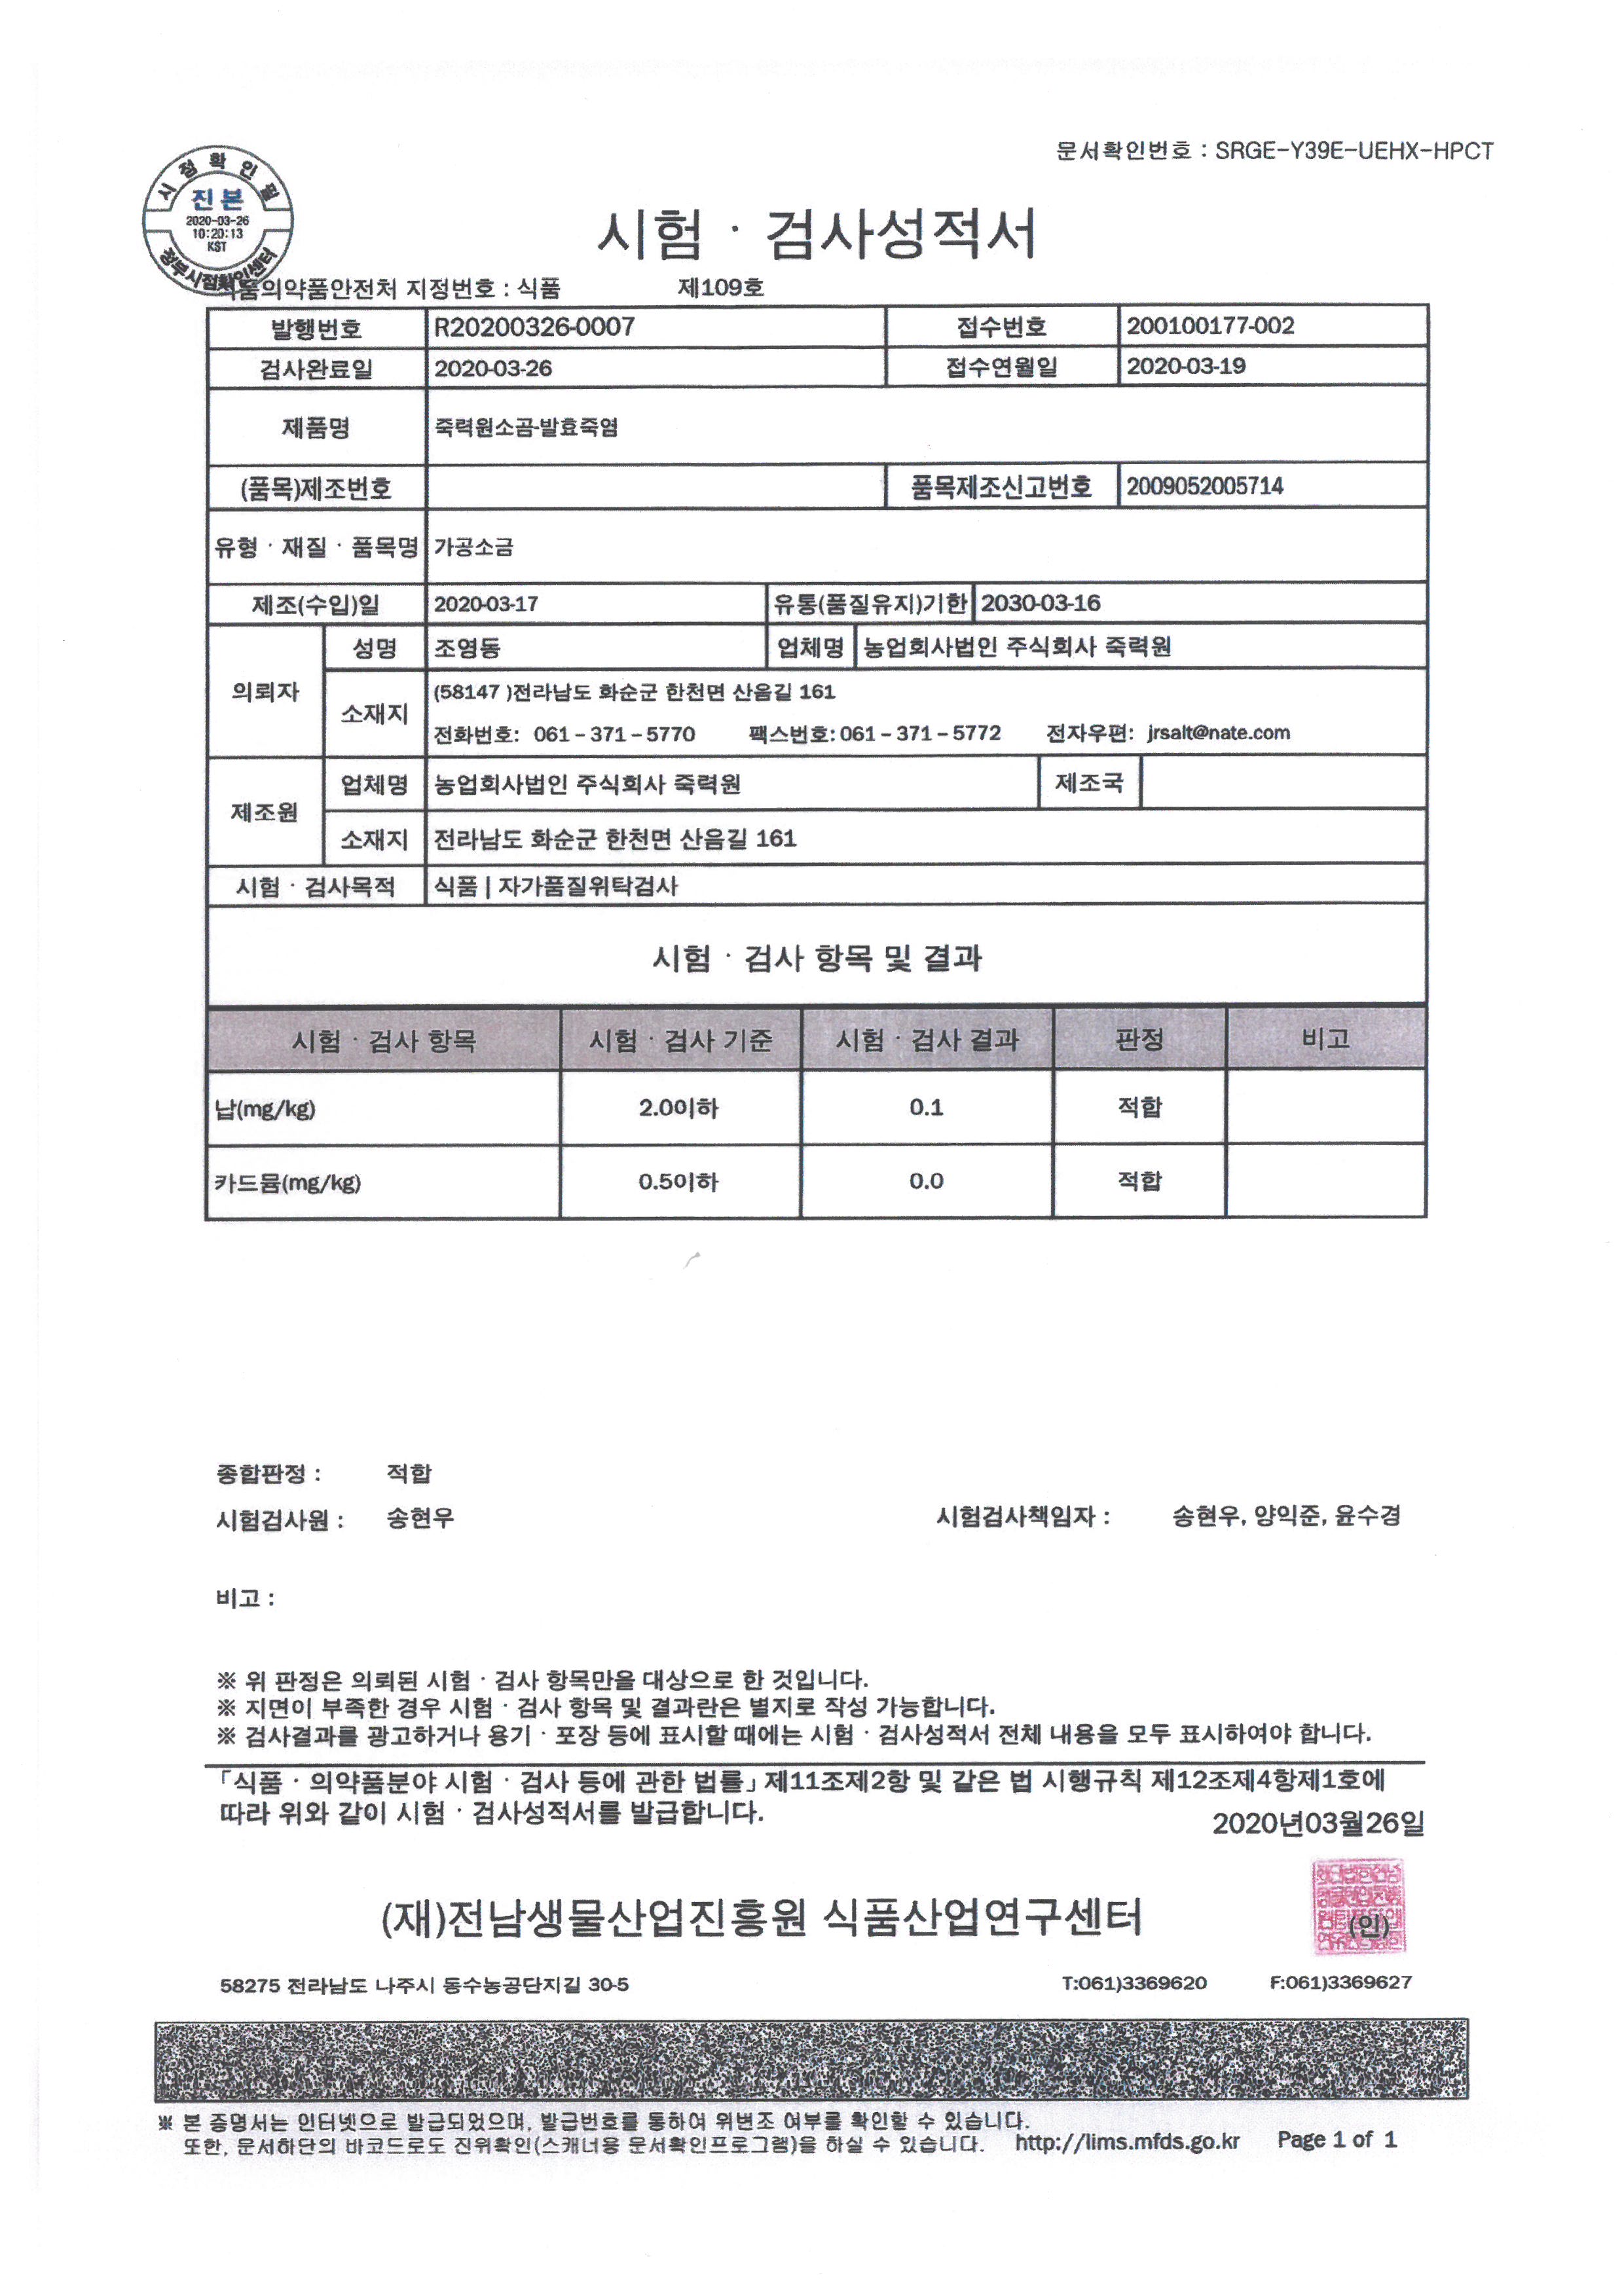 문서확인번호 : SRGE-Y39E-UEHX-HPCT
시점확인필
진본
2020-03-26
10:20:13
KST
정부시점확인센터
시험 · 검사성적서
식품의약품안전처 지정번호 : 식품 제109호
발행번호 R20200326-0007 접수번호 200100177-002
검사완료일 2020-03-26 접수연월일 2020-03-19
제품명 죽력원소곰-발효죽염
(품목)제조번호 품목제조신고번호 2009052005714
유형 · 재질 · 품목명 가공소금
제조(수입)일 2020-03-17 유통(품질유지)기한 2030-03-16
의뢰자 성명 조영동 업체명 농업회사법인 주식회사 죽력원
소재지 (58147 )전라남도 화순군 한천면 산음길 161
전화번호: 061 – 371 – 5770 팩스번호: 061 – 371 – 5772 전자우편: jrsalt@nate.com
제조원 업체명 농업회사법인 주식회사 죽력원 제조국
소재지 전라남도 화순군 한천면 산음길 161
시험 · 검사목적 식품 | 자가품질위탁검사
시험 · 검사 항목 및 결과
시험 · 검사 항목 시험 · 검사 기준 시험 · 검사 결과 판정 비고
납(mg/kg) 2.0이하 0.1 적합
카드뮴(mg/kg) 0.5이하 0.0 적합
종합판정 : 적합
시험검사원 : 송현우 시험검사책임자 : 송현우, 양익준, 윤수경
비고 :
※ 위 판정은 의뢰된 시험 · 검사 항목만을 대상으로 한 것입니다.
※ 지면이 부족한 경우 시험 · 검사 항목 및 결과란은 별지로 작성 가능합니다.
※ 검사결과를 광고하거나 용기 · 포장 등에 표시할 때에는 시험 · 검사성적서 전체 내용을 모두 표시하여야 합니다.
「식품 · 의약품분야 시험 · 검사 등에 관한 법률」 제11조제2항 및 같은 법 시행규칙 제12조제4항제1호에
따라 위와 같이 시험 · 검사성적서를 발급합니다.
2020년03월26일
(재)전남생물산업진흥원 식품산업연구센터 (인)
58275 전라남도 나주시 동수농공단지길 30-5 T:061)3369620 F:061)3369627
※ 본 증명서는 인터넷으로 발급되었으며, 발급번호를 통하여 위변조 여부를 확인할 수 있습니다.
또한, 문서하단의 바코드로도 진위확인(스캐너용 문서확인프로그램)을 하실 수 있습니다. http://lims.mfds.go.kr Page 1 of 1